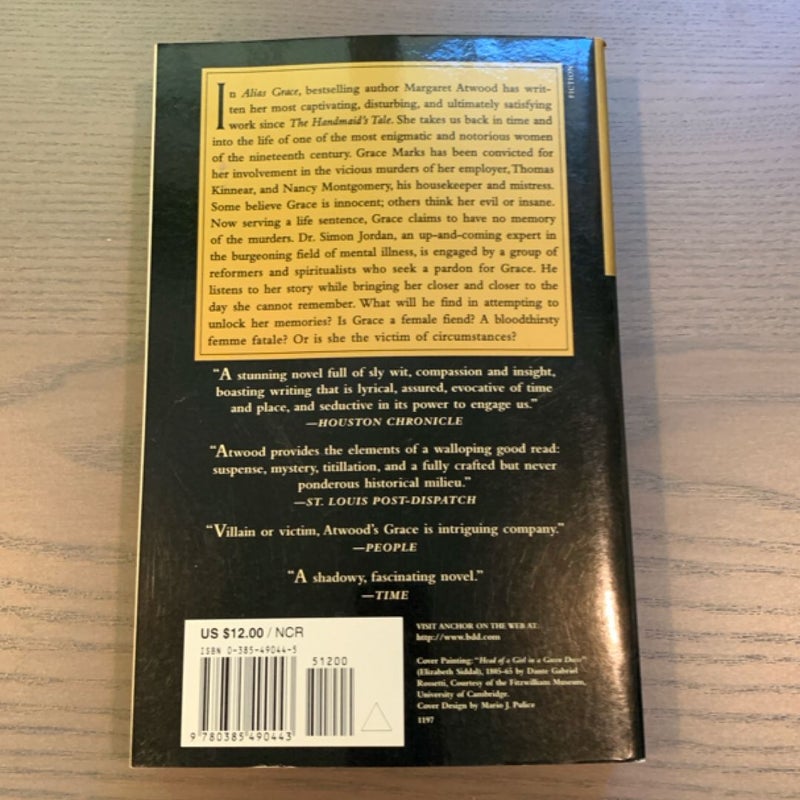 In Alias Grace, bestselling author Margaret Atwood has writ-
ten her most captivating, disturbing, and ultimately satisfying
work since The Handmaid's Tale. She takes us back in time and
into the life of one of the most enigmatic and notorious women
of the nineteenth century. Grace Marks has been convicted for
her involvement in the vicious murders of her employer, Thomas
Kinnear, and Nancy Montgomery, his housekeeper and mistress.
Some believe Grace is innocent; others think her evil or insane.
Now serving a life sentence, Grace claims to have no memory
of the murders. Dr. Simon Jordan, an up-and-coming expert in
the burgeoning field of mental illness, is engaged by a group of
reformers and spiritualists who seek a pardon for Grace. He
listens to her story while bringing her closer and closer to the
day she cannot remember. What will he find in attempting to
unlock her memories? Is Grace a female fiend? A bloodthirsty
femme fatale? Or is she the victim of circumstances?
FICTION
"A stunning novel full of sly wit, compassion and insight,
boasting writing that is lyrical, assured, evocative of time
and place, and seductive in its power to engage us."
—HOUSTON CHRONICLE
"Atwood provides the elements of a walloping good read:
suspense, mystery, titillation, and a fully crafted but never
ponderous historical milieu."
—ST. LOUIS POST-DISPATCH
"Villain or victim, Atwood's Grace is intriguing company."
—PEOPLE
"A shadowy, fascinating novel."
—TIME
US $12.00 / NCR
ISBN 0-385-49044-5
51200
9 780385 490443
VISIT ANCHOR ON THE WEB AT:
http://www.bdd.com
Cover Painting: "Head of a Girl in a Green Dress"
(Elizabeth Siddal), 1805-65 by Dante Gabriel
Rossetti, Courtesy of the Fitzwilliam Museum,
University of Cambridge.
Cover Design by Mario J. Pulice
1197